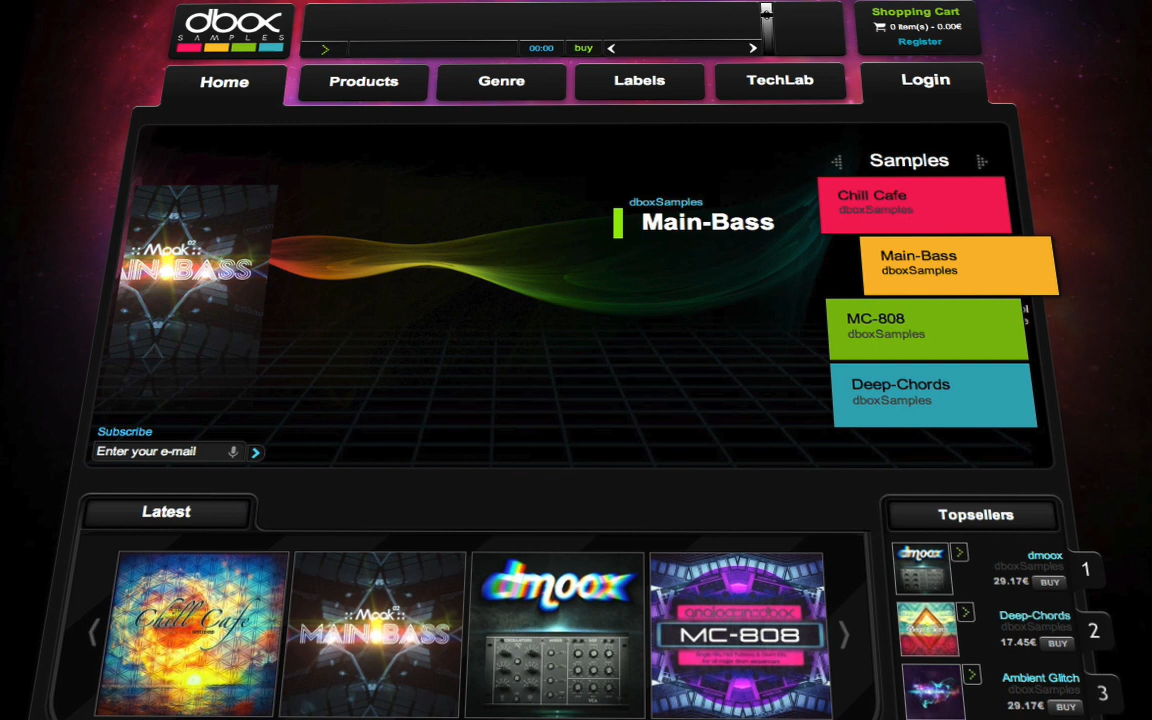 dbox
SAMPLES
00:00
buy
Shopping Cart
0 item(s) - 0.00€
Register
Home
Products
Genre
Labels
TechLab
Login
:: Mook 02 ::
MAIN-BASS
dboxSamples
Main-Bass
Samples
Chill Cafe
dboxSamples
Main-Bass
dboxSamples
MC-808
dboxSamples
Deep-Chords
dboxSamples
Subscribe
Enter your e-mail
Latest
Chill Cafe
:: Mook 02 ::
MAIN-BASS
dmoox
MC-808
Topsellers
dmoox
dmoox
dboxSamples
29.17€ BUY
1
Deep-Chords
dboxSamples
17.45€ BUY
2
Ambient Glitch
dboxSamples
29.17€ BUY
3